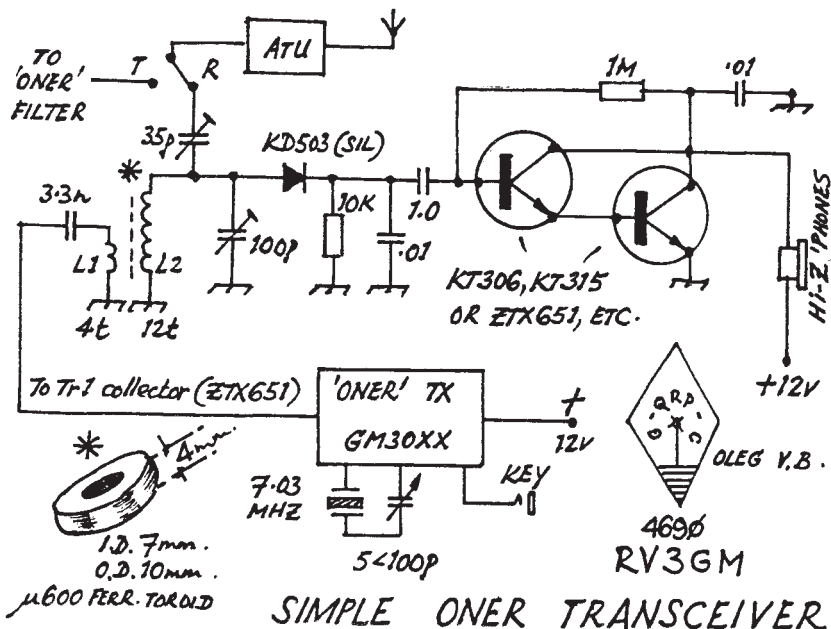 ATU
TO
'ONER'
FILTER
T
R
35p
KD503 (SIL)
1M
.01
*
3.3n
L1
L2
4t
12t
100p
10K
.01
1.0
KT306, KT315
OR ZTX651, ETC.
Hi-Z 'PHONES
+12v
To Tr1 collector (ZTX651)
'ONER' TX
GM3OXX
+
12v
KEY
7.03
MHZ
5<100p
*
4mm.
I.D. 7mm.
O.D. 10mm.
µ600 FERR. TOROID
D-QRP-C
OLEG V.B.
469Ø
RV3GM
SIMPLE ONER TRANSCEIVER